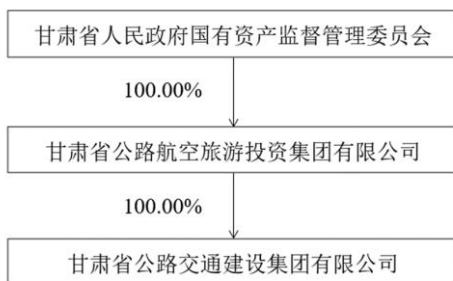 甘肃省人民政府国有资产监督管理委员会
100.00%
甘肃省公路航空旅游投资集团有限公司
100.00%
甘肃省公路交通建设集团有限公司